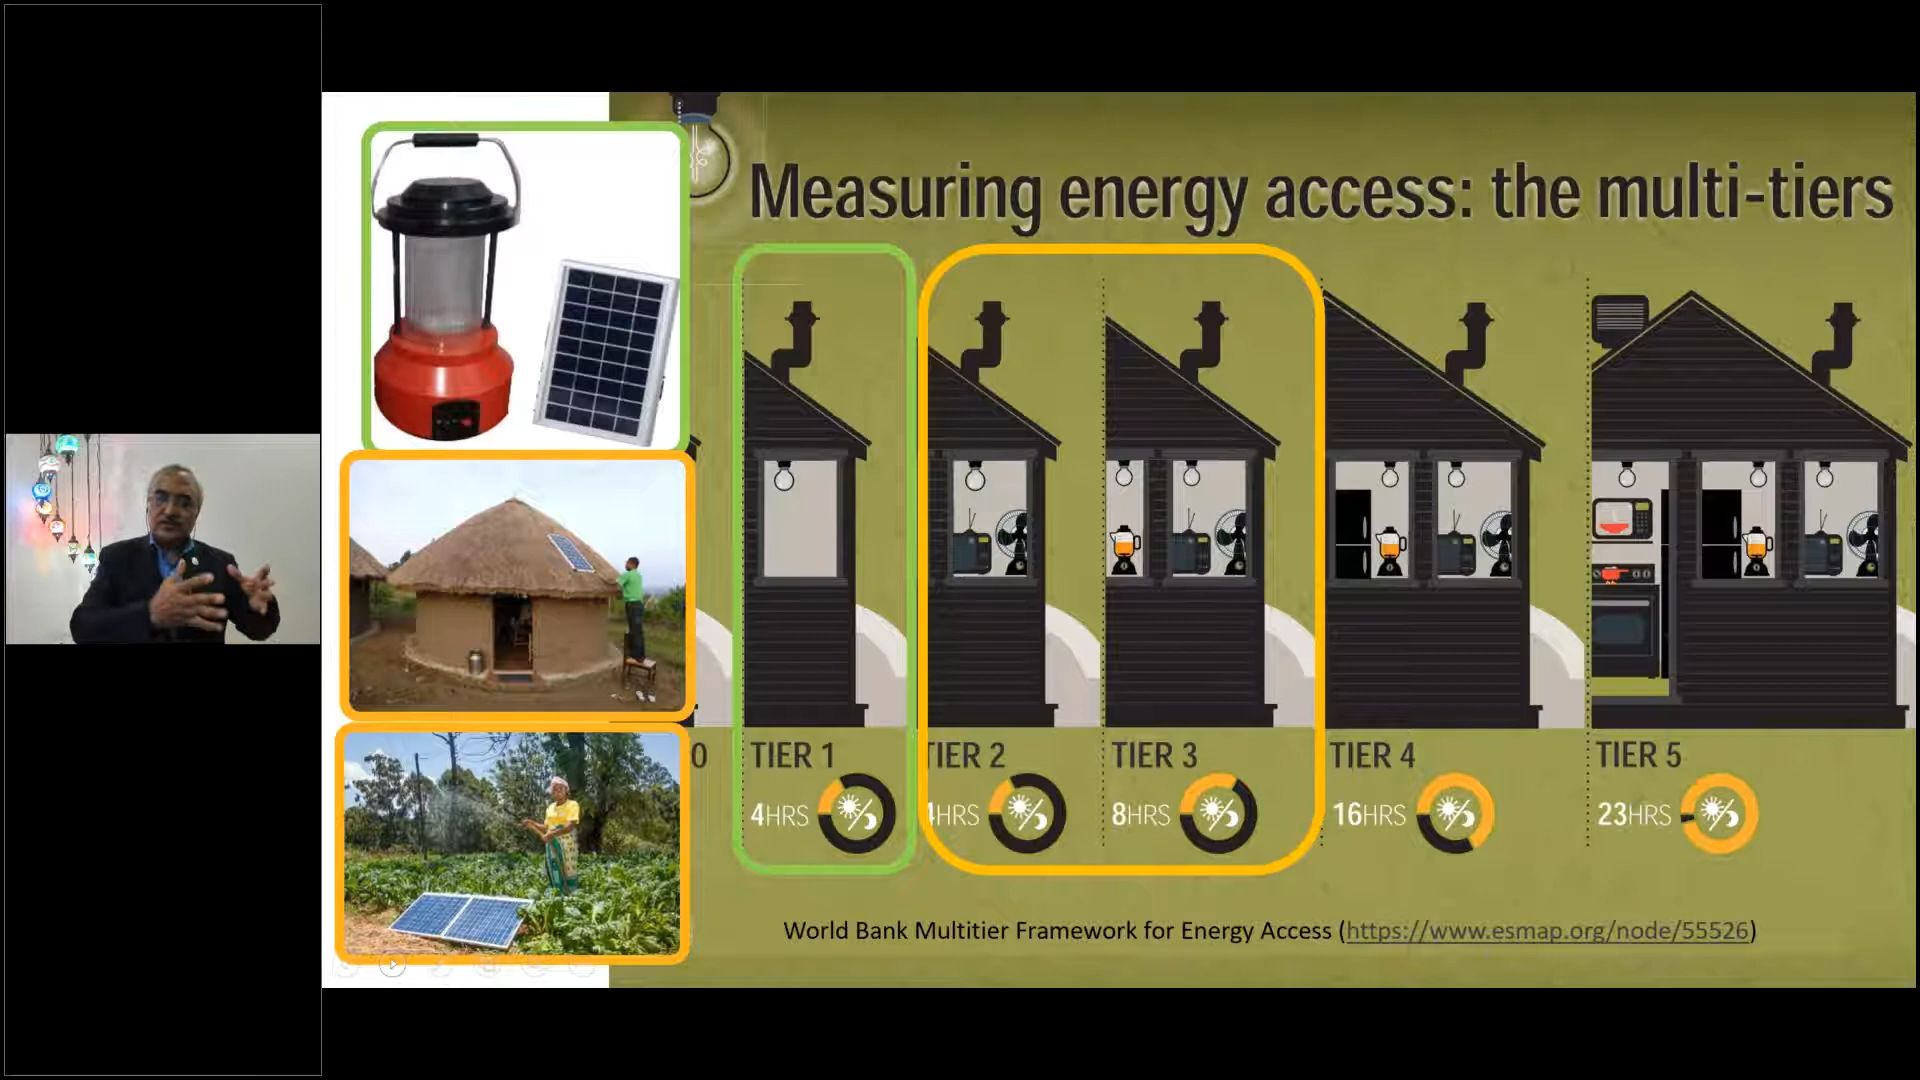 Measuring energy access: the multi-tiers
0
TIER 1
TIER 2
TIER 3
TIER 4
TIER 5
4HRS
4HRS
8HRS
16HRS
23HRS
World Bank Multitier Framework for Energy Access (https://www.esmap.org/node/55526)